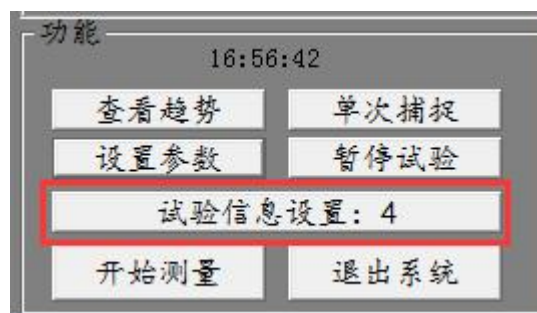 功能
16:56:42
查看趋势 单次捕捉
设置参数 暂停试验
试验信息设置: 4
开始测量 退出系统